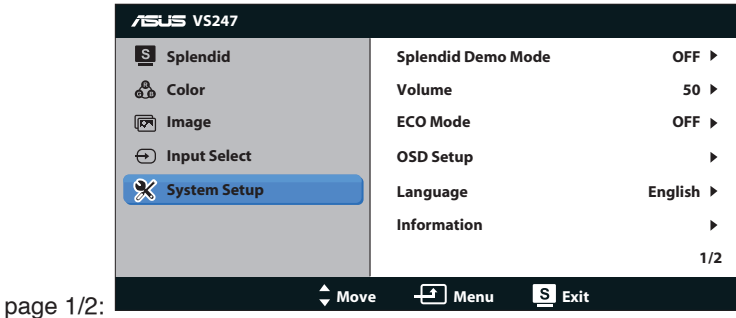 ASUS VS247
S Splendid
Color
Image
Input Select
System Setup
Splendid Demo Mode OFF
Volume 50
ECO Mode OFF
OSD Setup
Language English
Information
1/2
Move Menu S Exit
page 1/2: